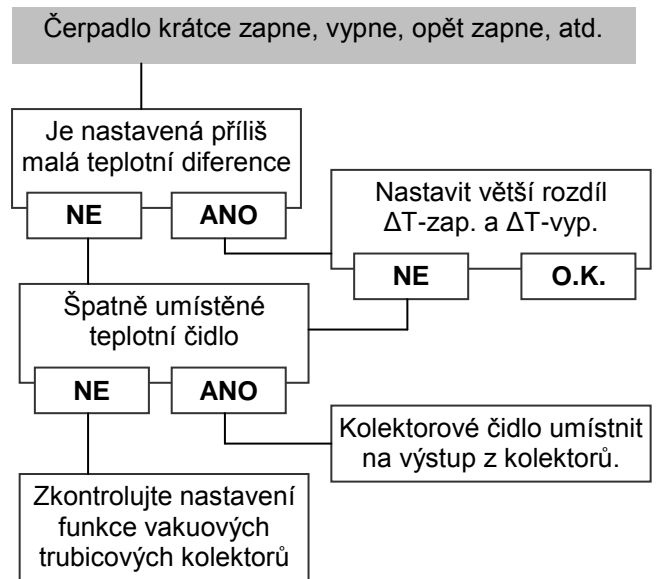 Čerpadlo krátce zapne, vypne, opět zapne, atd.
Je nastavená příliš
malá teplotní diference
NE
ANO
Nastavit větší rozdíl
ΔT-zap. a ΔT-vyp.
NE
O.K.
Špatně umístěné
teplotní čidlo
NE
ANO
Kolektorové čidlo umístnit
na výstup z kolektorů.
Zkontrolujte nastavení
funkce vakuových
trubicových kolektorů